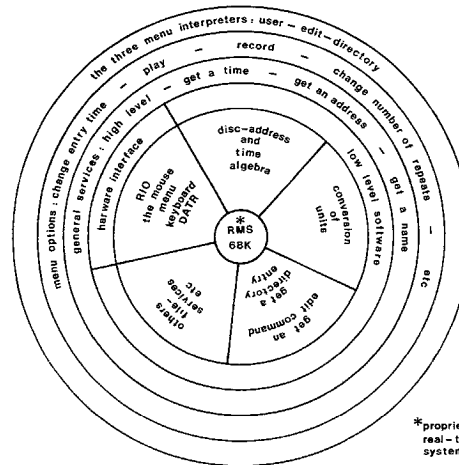 the three menu interpreters : user – edit–directory
menu options : change entry time – play – record – change number of repeats – etc
general services : high level – get a time – get an address – get a name
harware interface
low level software
disc-address
and
time
algebra
RIO
the mouse
menu
keyboard
DATR
conversion
of
units
*
RMS
68K
others
file-
services
etc
get a
directory
entry
get an
edit command
*proprie
real-t
system